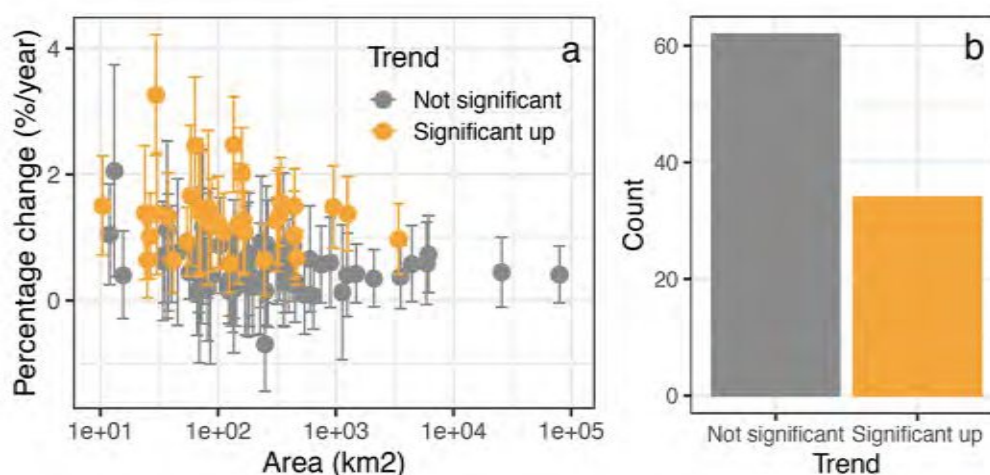 a
Trend
Not significant
Significant up
Percentage change (%/year)
4
2
0
1e+01 1e+02 1e+03 1e+04 1e+05
Area (km2)
b
Count
60
40
20
0
Not significant Significant up
Trend